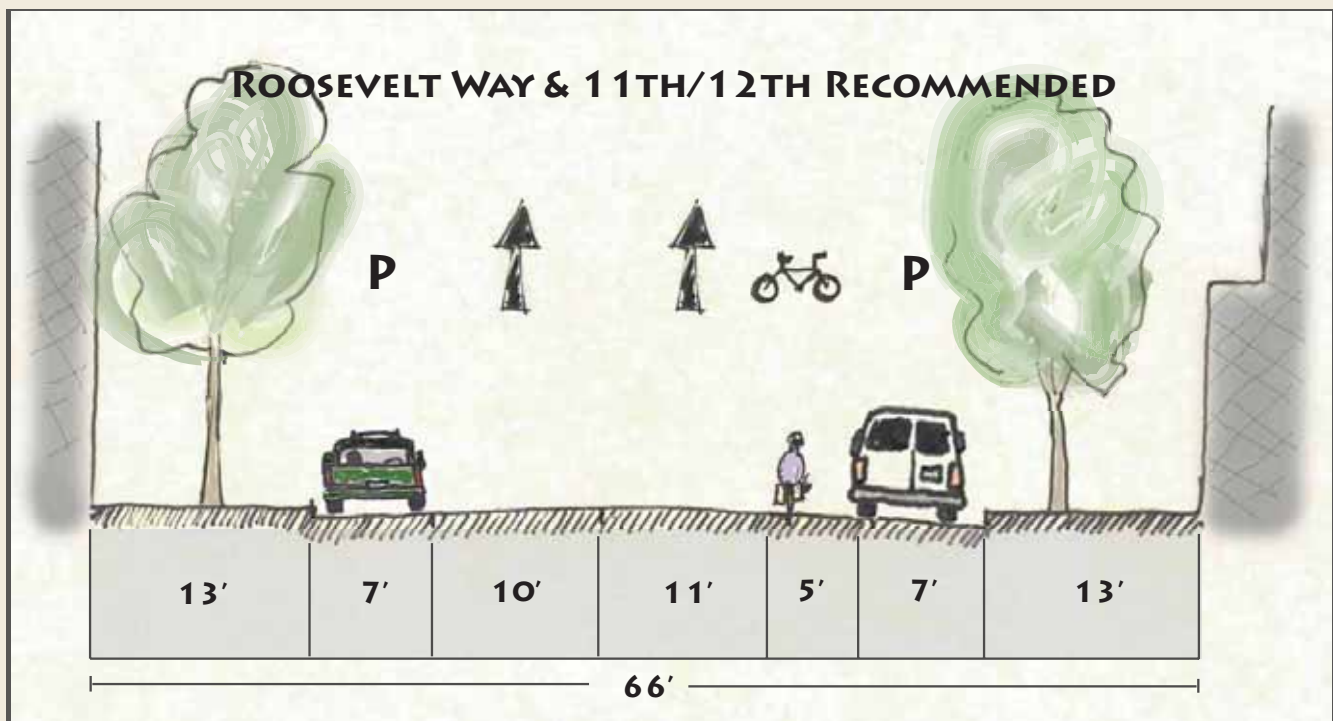 ROOSEVELT WAY & 11TH/12TH RECOMMENDED
P
P
13' 7' 10' 11' 5' 7' 13'
66'